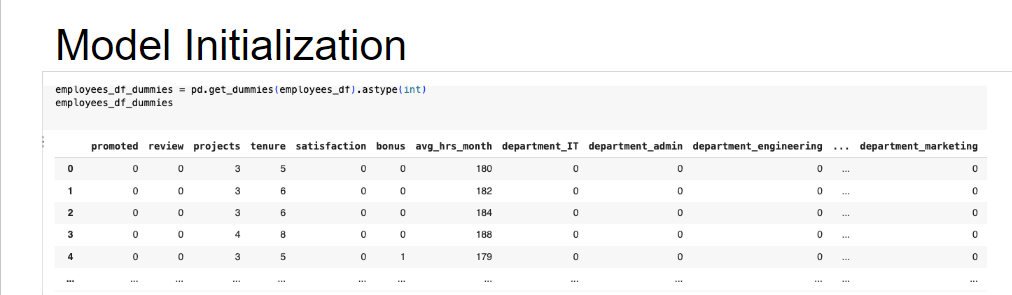 Model Initialization
employees_df_dummies = pd.get_dummies(employees_df).astype(int)
employees_df_dummies
promoted review projects tenure satisfaction bonus avg_hrs_month department_IT department_admin department_engineering ... department_marketing
0 0 0 3 5 0 0 180 0 0 0 ... 0
1 0 0 3 6 0 0 182 0 0 0 ... 0
2 0 0 3 6 0 0 184 0 0 0 ... 0
3 0 0 4 8 0 0 188 0 0 0 ... 0
4 0 0 3 5 0 1 179 0 0 0 ... 0
... ... ... ... ... ... ... ... ... ... ... ... ...